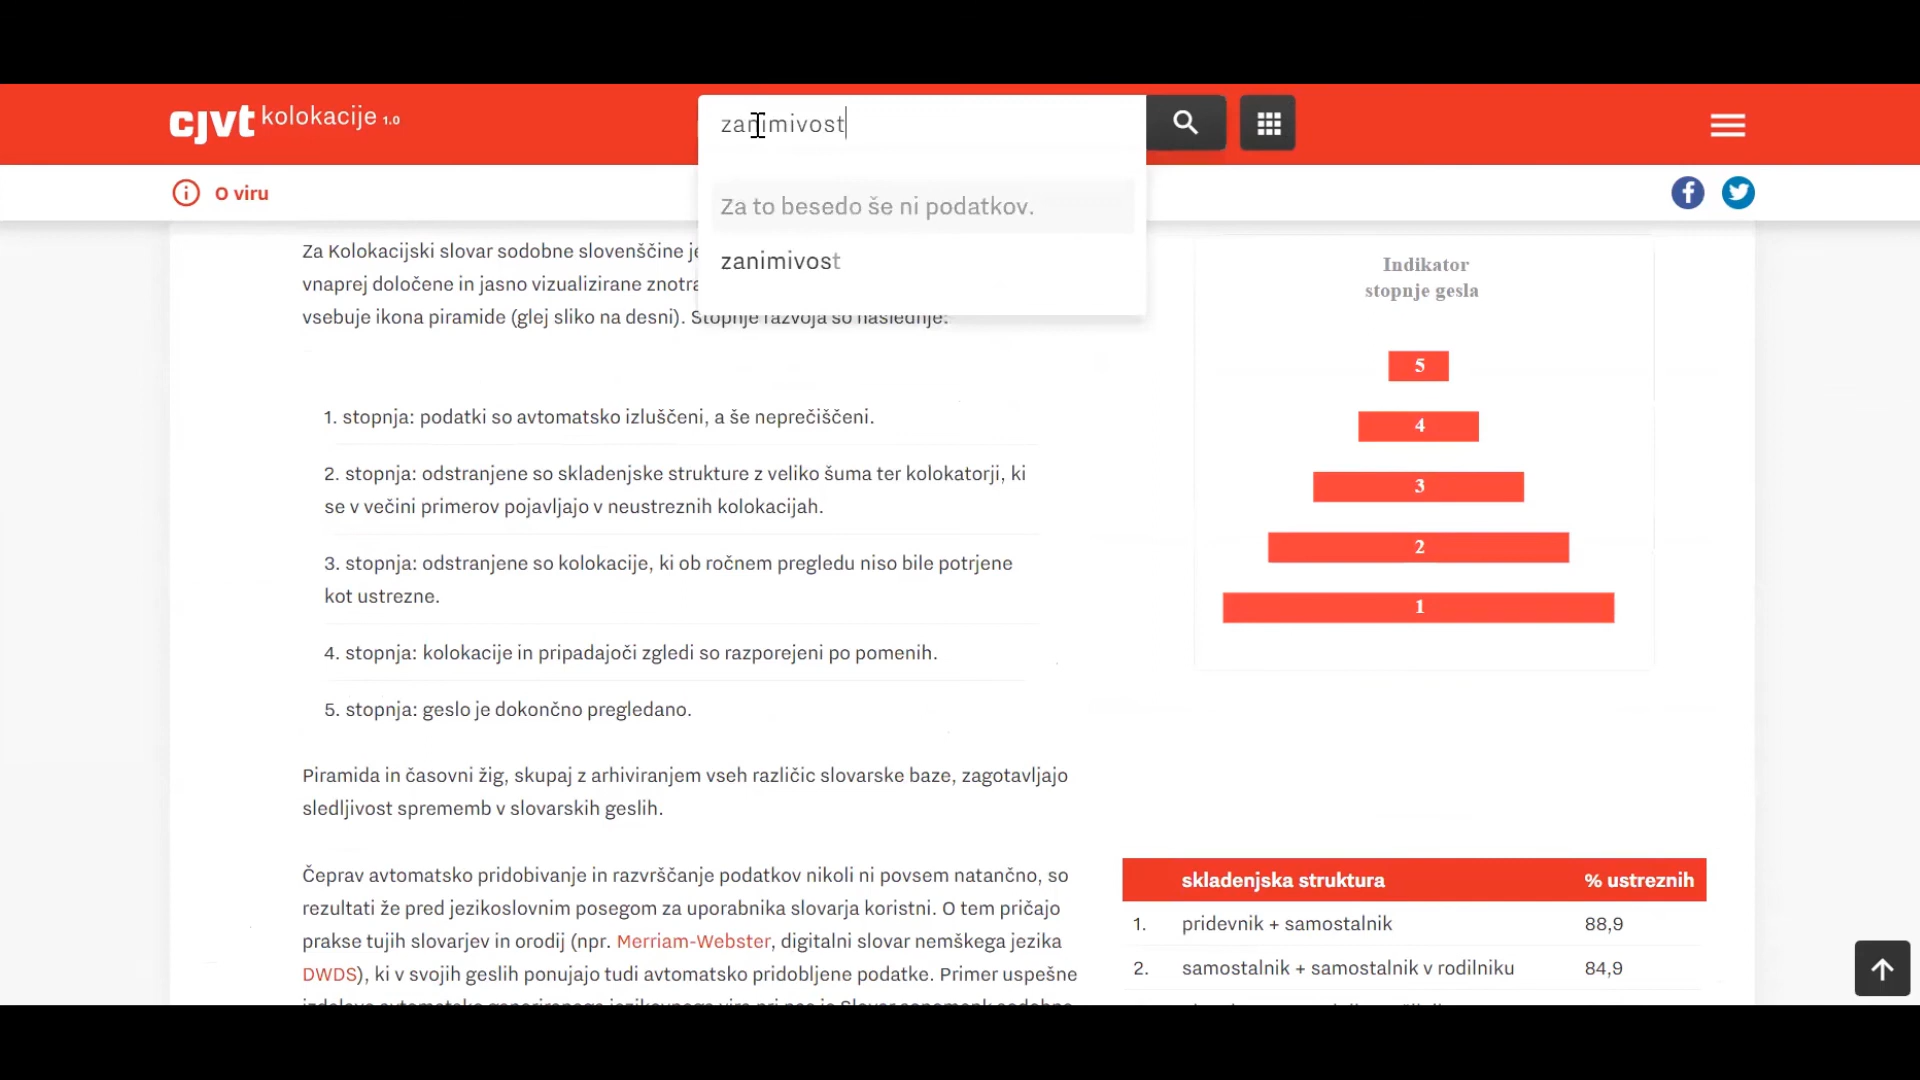 cjvt kolokacije 1.0
zanimivost
O viru
Za to besedo še ni podatkov.
zanimivost
Za Kolokacijski slovar sodobne slovenščine je
vnaprej določene in jasno vizualizirane znotra
vsebuje ikona piramide (glej sliko na desni). Stopnje razvoja so naslednje:
1. stopnja: podatki so avtomatsko izluščeni, a še neprečiščeni.
2. stopnja: odstranjene so skladenjske strukture z veliko šuma ter kolokatorji, ki
se v večini primerov pojavljajo v neustreznih kolokacijah.
3. stopnja: odstranjene so kolokacije, ki ob ročnem pregledu niso bile potrjene
kot ustrezne.
4. stopnja: kolokacije in pripadajoči zgledi so razporejeni po pomenih.
5. stopnja: geslo je dokončno pregledano.
Piramida in časovni žig, skupaj z arhiviranjem vseh različic slovarske baze, zagotavljajo
sledljivost sprememb v slovarskih geslih.
Čeprav avtomatsko pridobivanje in razvrščanje podatkov nikoli ni povsem natančno, so
rezultati že pred jezikoslovnim posegom za uporabnika slovarja koristni. O tem pričajo
prakse tujih slovarjev in orodij (npr. Merriam-Webster, digitalni slovar nemškega jezika
DWDS), ki v svojih geslih ponujajo tudi avtomatsko pridobljene podatke. Primer uspešne
Indikator
stopnje gesla
5
4
3
2
1
skladenjska struktura % ustreznih
1. pridevnik + samostalnik 88,9
2. samostalnik + samostalnik v rodilniku 84,9